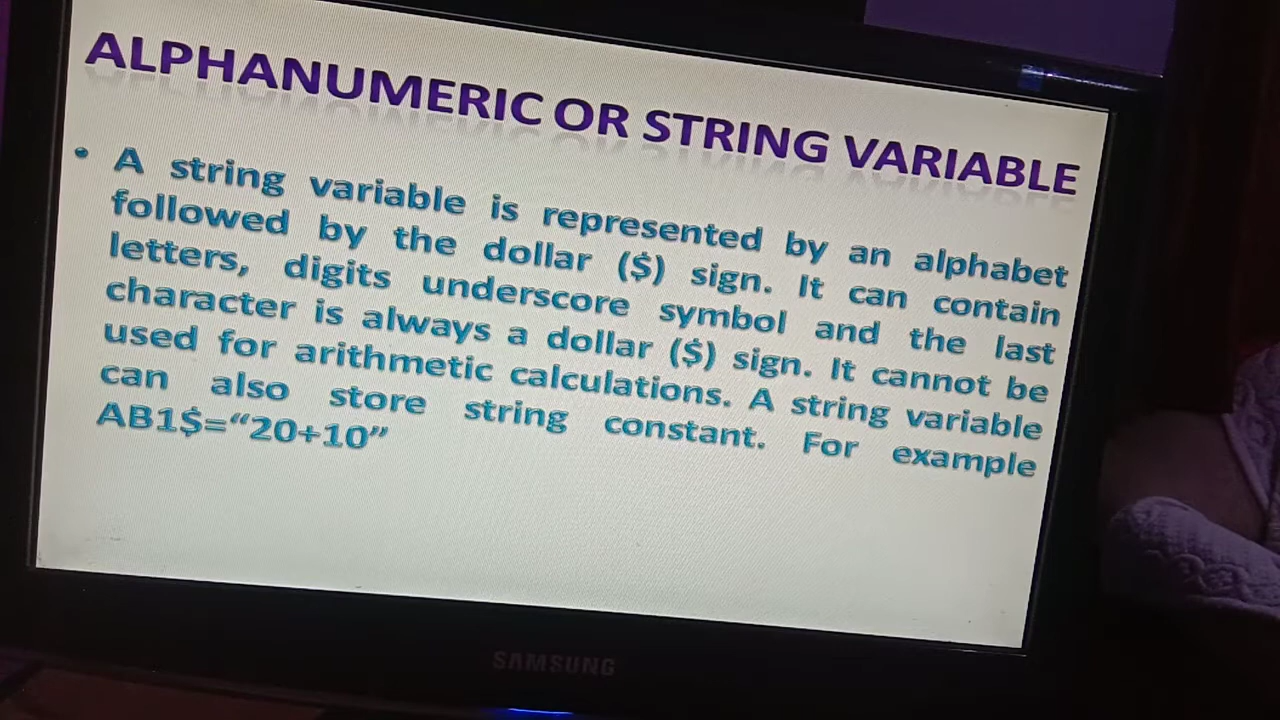 ALPHANUMERIC OR STRING VARIABLE
• A string variable is represented by an alphabet
followed by the dollar ($) sign. It can contain
letters, digits underscore symbol and the last
character is always a dollar ($) sign. It cannot be
used for arithmetic calculations. A string variable
can also store string constant. For example
AB1$=“20+10”
SAMSUNG